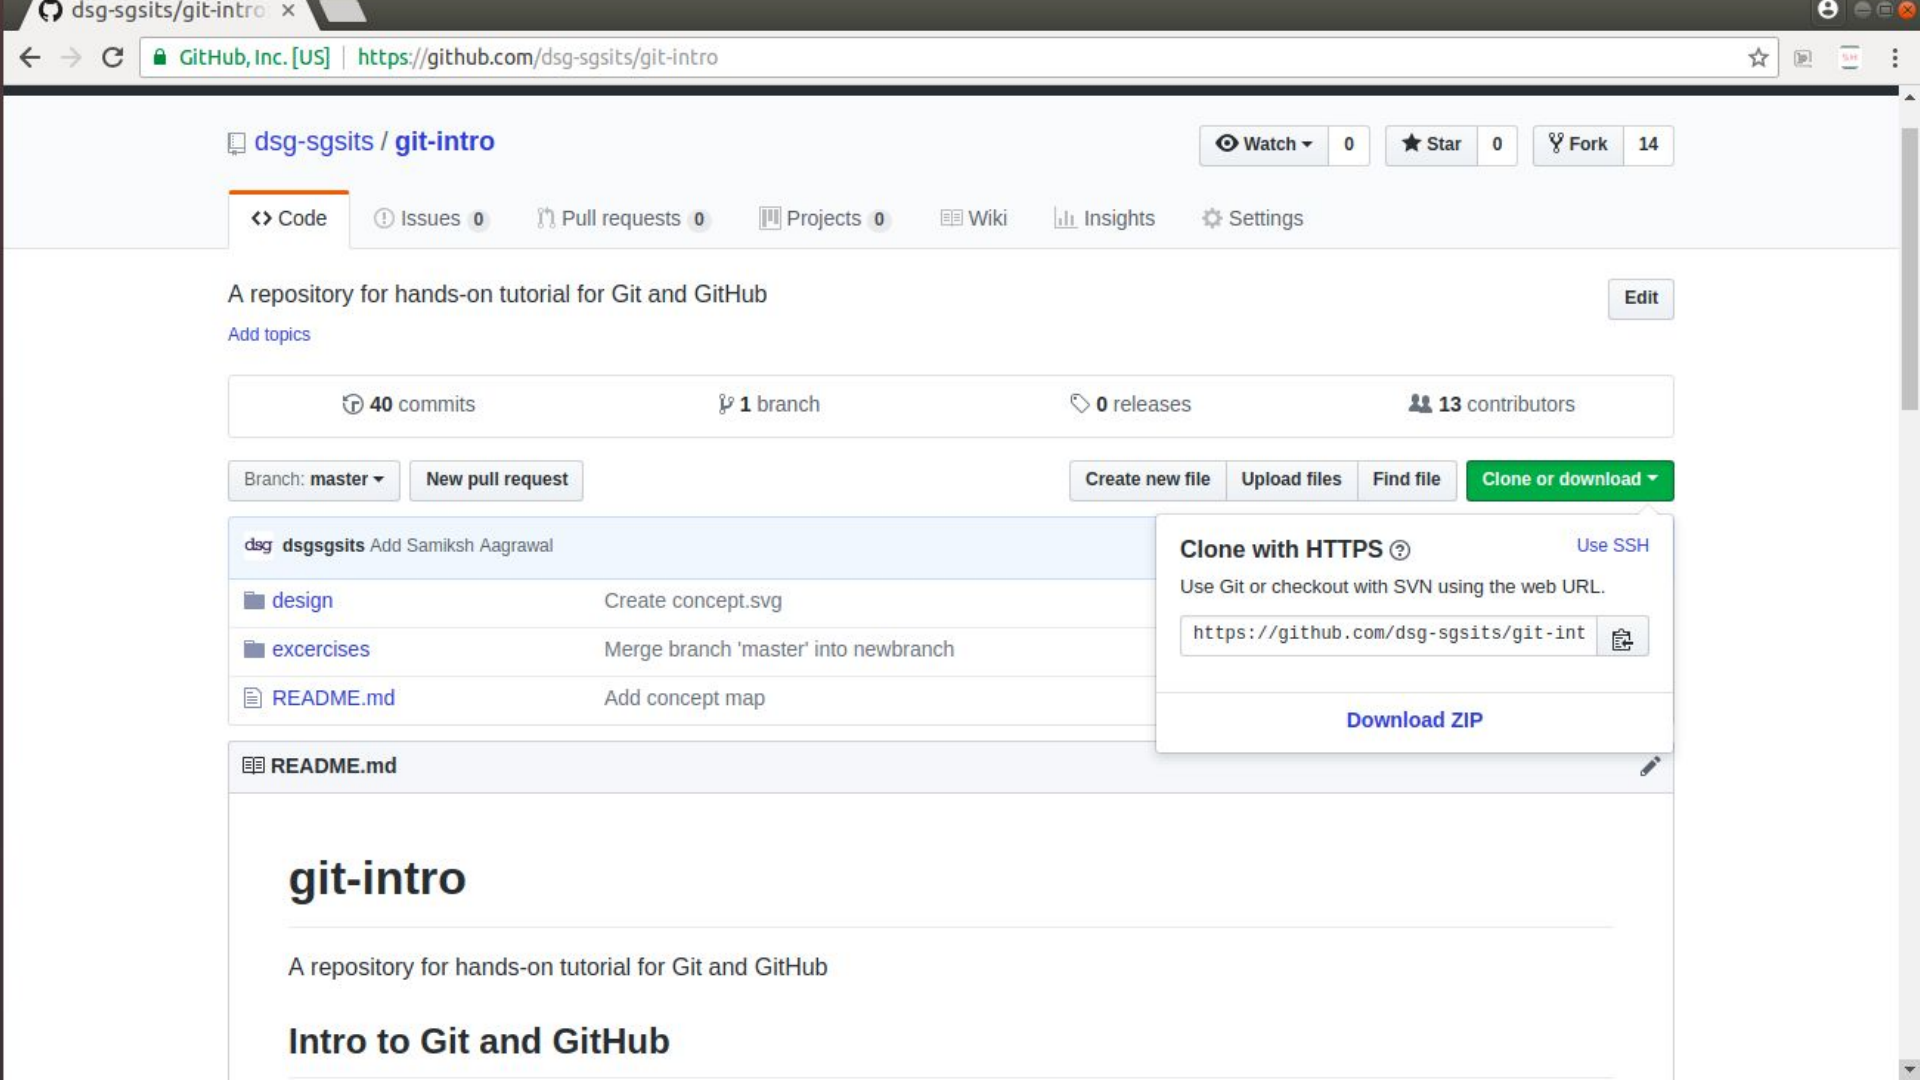 dsg-sgsits/git-intro
GitHub, Inc. [US] | https://github.com/dsg-sgsits/git-intro
dsg-sgsits / git-intro
Watch 0 Star 0 Fork 14
Code Issues 0 Pull requests 0 Projects 0 Wiki Insights Settings
A repository for hands-on tutorial for Git and GitHub
Edit
Add topics
40 commits 1 branch 0 releases 13 contributors
Branch: master New pull request Create new file Upload files Find file Clone or download
dsg dsgsgsits Add Samiksh Aagrawal
design Create concept.svg
excercises Merge branch 'master' into newbranch
README.md Add concept map
Clone with HTTPS ? Use SSH
Use Git or checkout with SVN using the web URL.
https://github.com/dsg-sgsits/git-int
Download ZIP
README.md
git-intro
A repository for hands-on tutorial for Git and GitHub
Intro to Git and GitHub